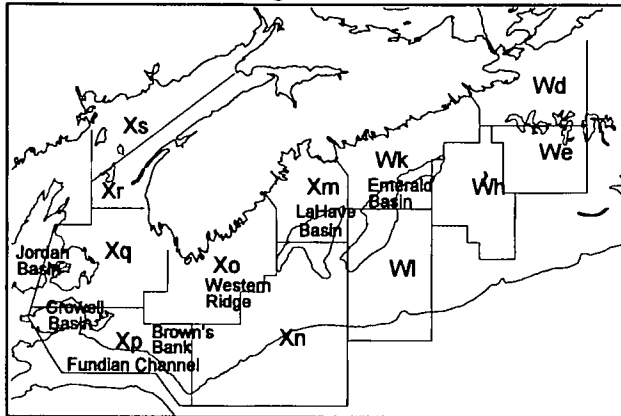 Wd
Xs
We
Wk
Xm
Emerald
Basin
Wh
Xr
LaHave
Basin
Xq
Xo
Jordan
Basin
Wl
Western
Ridge
Crowell
Basin
Brown's
Bank
Xp
Xn
Fundian Channel